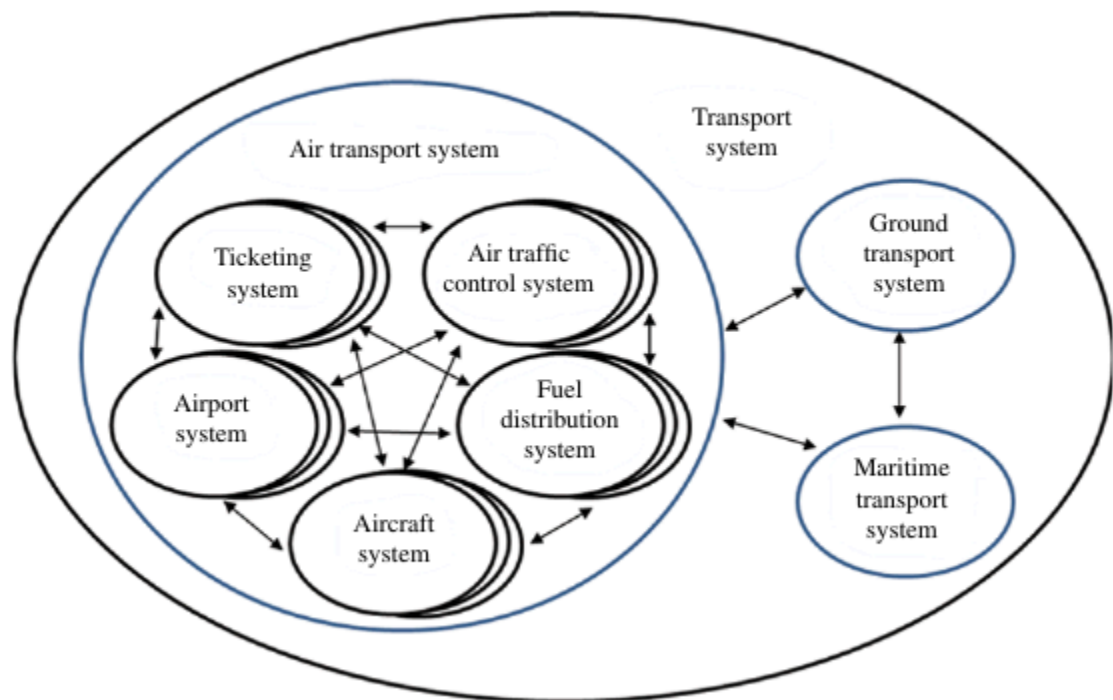 Transport
system
Air transport system
Ticketing
system
Air traffic
control system
Ground
transport
system
Airport
system
Fuel
distribution
system
Aircraft
system
Maritime
transport
system